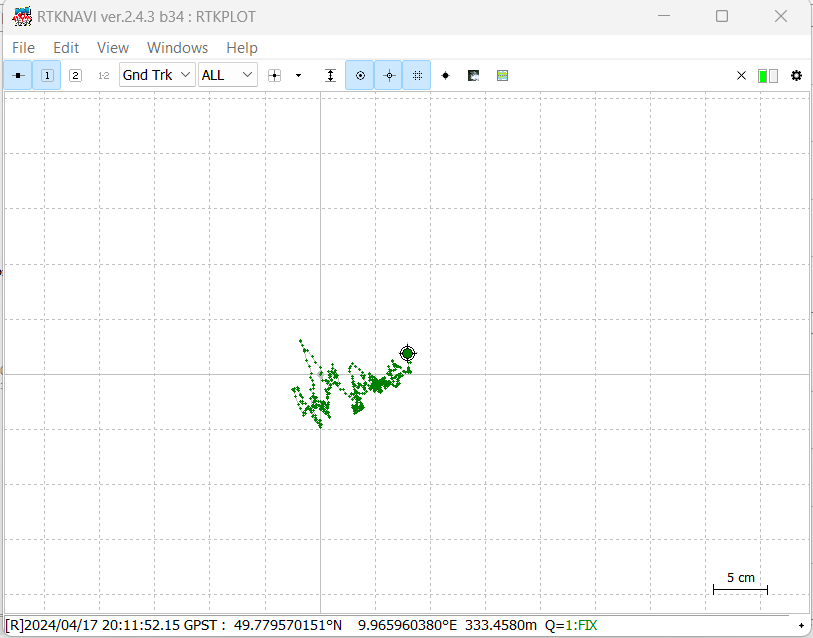 RTKNAVI ver.2.4.3 b34 : RTKPLOT
File Edit View Windows Help
1 2 1-2 Gnd Trk ALL
5 cm
[R]2024/04/17 20:11:52.15 GPST : 49.779570151°N 9.965960380°E 333.4580m Q=1:FIX